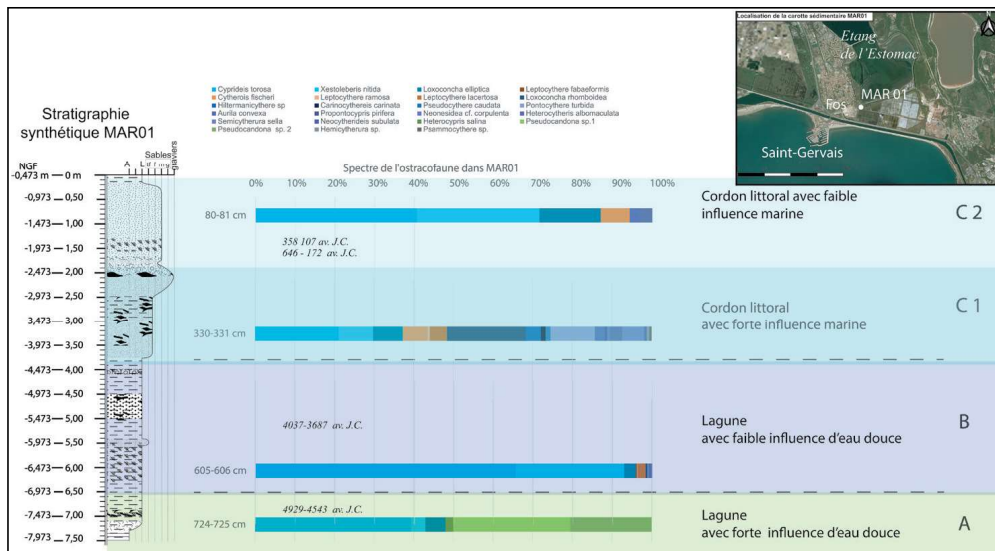 Localisation de la carotte sédimentaire MAR01
Etang
de l'Estomac
MAR 01
Fos
Saint-Gervais
Cyprideis torosa
Xestoleberis nitida
Loxoconcha elliptica
Leptocythere fabaeformis
Cytherois fischeri
Leptocythere ramosa
Leptocythere lacertosa
Loxoconcha rhomboidea
Hiltermanicythere sp
Carinocythereis carinata
Pseudocythere caudata
Pontocythere turbida
Aurilia convexa
Propontocypris pirifera
Neonesidea cf. corpulenta
Heterocytheris albomaculata
Semicytherura sella
Neocytherideis subulata
Heterocypris salina
Pseudocandona sp.1
Pseudocandona sp. 2
Hemicytherura sp.
Psammocythere sp.
Stratigraphie
synthétique MAR01
Sables
graviers
NGF
A
L
Spectre de l'ostracofaune dans MAR01
0% 10% 20% 30% 40% 50% 60% 70% 80% 90% 100%
-0,473 m 0 m
-0,973 0,50
-1,473 1,00
-1,973 1,50
-2,473 2,00
-2,973 2,50
3,473 3,00
-3,973 3.50
-4,473 4,00
-4,973 4,50
-5,473 5,00
-5,973 5,50
-6,473 6,00
-6,973 6,50
-7,473 7,00
-7,973 7,50
80-81 cm
358 107 av. J.C.
646 - 172 av. J.C.
Cordon littoral avec faible
influence marine
C 2
330-331 cm
Cordon littoral
avec forte influence marine
C 1
4037-3687 av. J.C.
605-606 cm
Lagune
avec faible influence d'eau douce
B
4929-4543 av. J.C.
724-725 cm
Lagune
avec forte influence d'eau douce
A